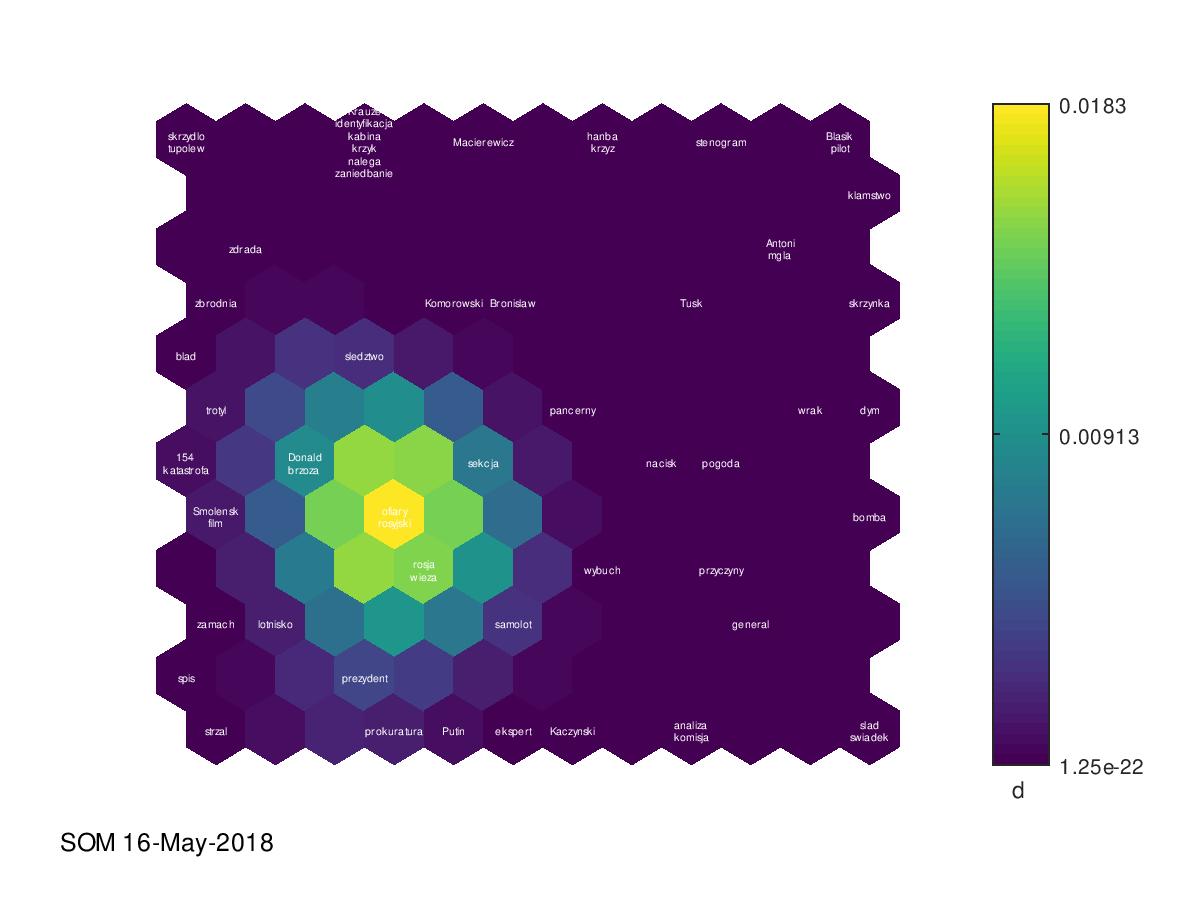 0.0183
Krauze
skrzydlo
tupolew
identyfikacja
kabina
krzyk
nalega
zaniedbanie
Macierewicz
hanba
krzyz
stenogram
Blasik
pilot
klamstwo
zdrada
Antoni
mgla
zbrodnia
Komorowski
Bronislaw
Tusk
skrzynka
blad
sledztwo
trotyl
pancerny
wrak
dym
0.00913
154
katastrofa
Donald
brzoza
sekcja
nacisk
pogoda
Smolensk
film
ofiary
rosyjski
bomba
rosja
wieza
wybuch
przyczyny
zamach
lotnisko
samolot
general
spis
prezydent
strzal
prokuratura
Putin
ekspert
Kaczynski
analiza
komisja
slad
swiadek
1.25e-22
d
SOM 16-May-2018